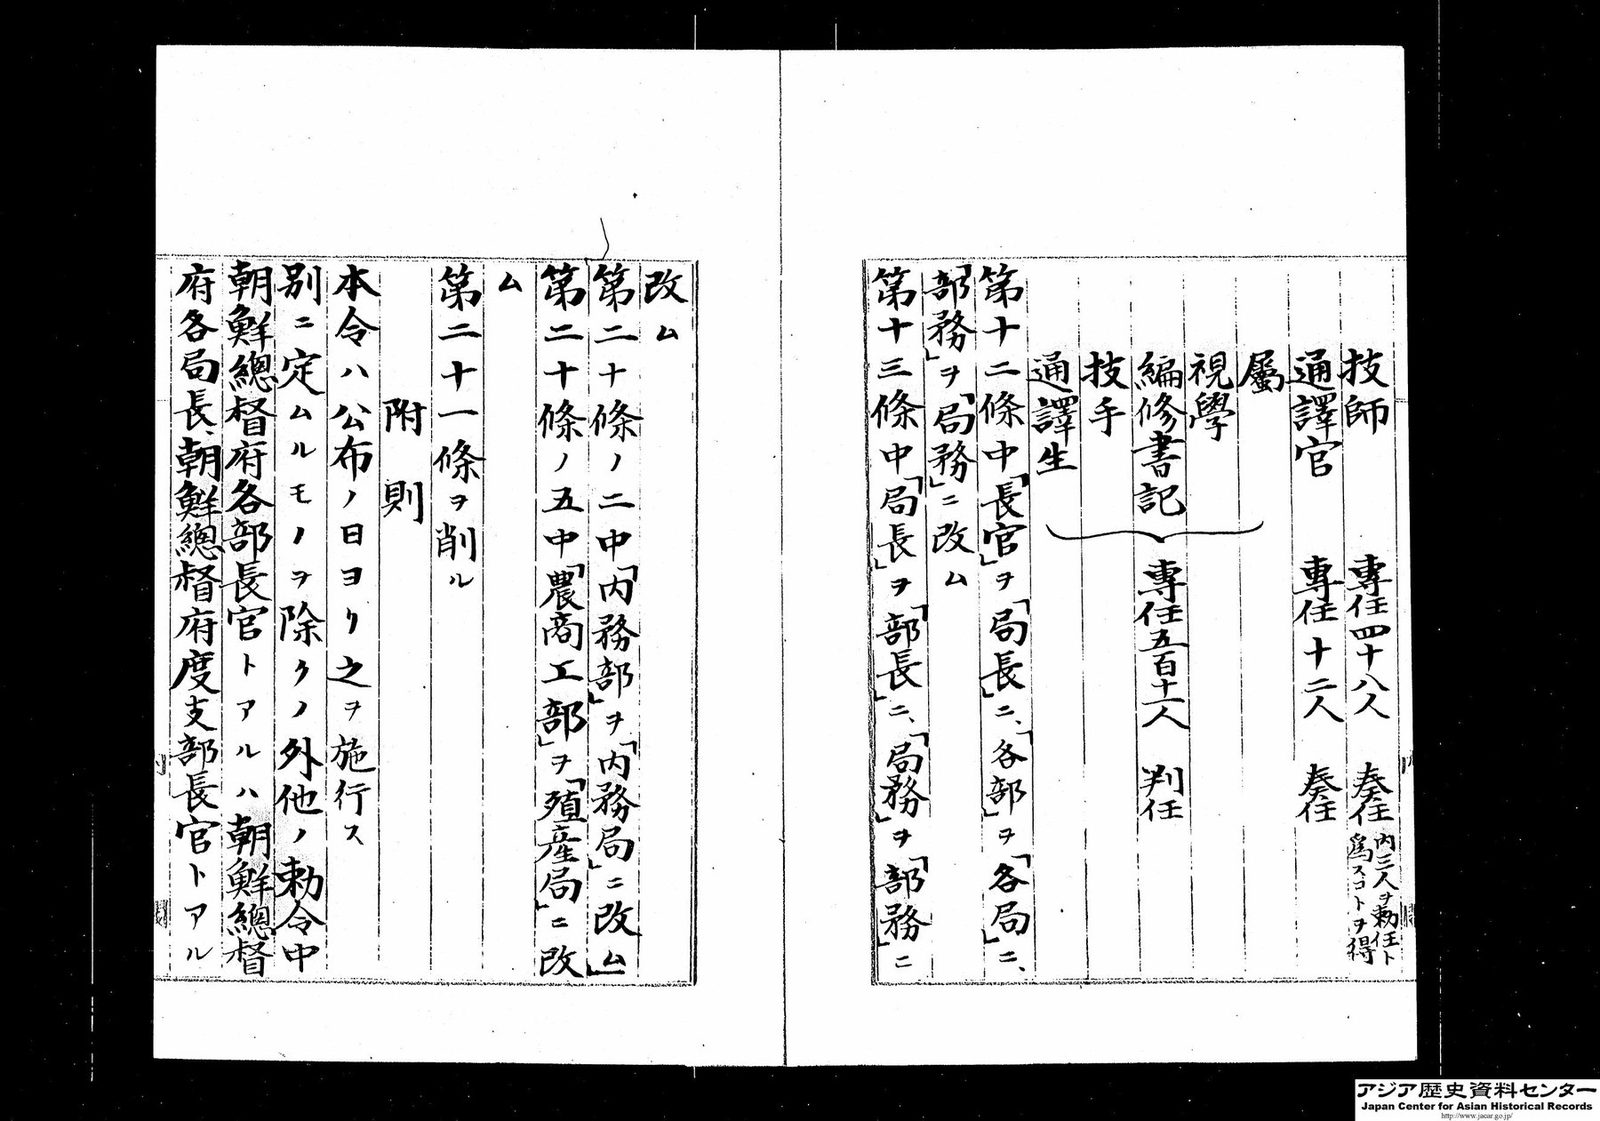 技師　専任四十八人　奏任 内三人ヲ勅任ト
爲スコトヲ得
通譯官　専任十二人　奏任
屬
視學
編修書記　専任五百十一人　判任
技手
通譯生
第十二條中「長官」ヲ「局長」ニ、「各部」ヲ「各局」ニ、
「部務」ヲ「局務」ニ改ム
第十三條中「局長」ヲ「部長」ニ、「局務」ヲ「部務」ニ
改ム
第二十條ノ二中「内務部」ヲ「内務局」ニ改ム」
第二十條ノ五中「農商工部」ヲ「殖産局」ニ改
ム
第二十一條ヲ削ル
附則
本令ハ公布ノ日ヨリ之ヲ施行ス
別ニ定ムルモノヲ除クノ外他ノ勅令中
朝鮮總督府各部長官トアルハ朝鮮總督
府各局長、朝鮮總督府度支部長官トアル
アジア歴史資料センター
Japan Center for Asian Historical Records
http://www.jacar.go.jp/